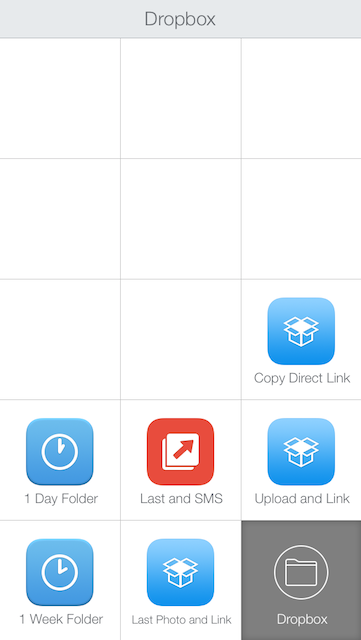 Dropbox
Copy Direct Link
1 Day Folder
Last and SMS
Upload and Link
1 Week Folder
Last Photo and Link
Dropbox